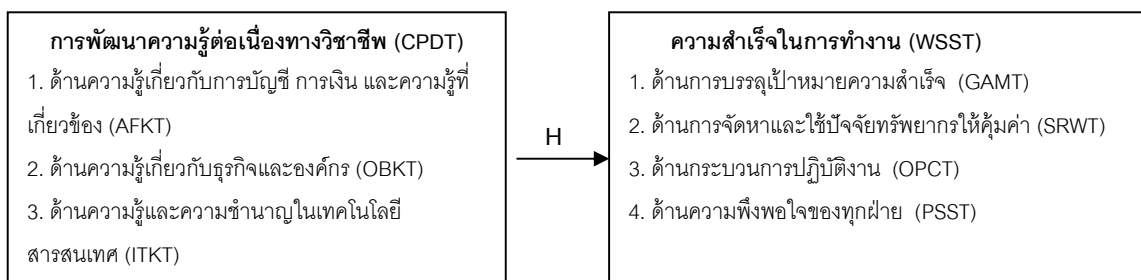 การพัฒนาความรู้ต่อเนื่องทางวิชาชีพ (CPDT)
1. ด้านความรู้เกี่ยวกับการบัญชี การเงิน และความรู้ที่
เกี่ยวข้อง (AFKT)
2. ด้านความรู้เกี่ยวกับธุรกิจและองค์กร (OBKT)
3. ด้านความรู้และความชำนาญในเทคโนโลยี
สารสนเทศ (ITKT)
H
ความสำเร็จในการทำงาน (WSST)
1. ด้านการบรรลุเป้าหมายความสำเร็จ (GAMT)
2. ด้านการจัดหาและใช้ปัจจัยทรัพยากรให้คุ้มค่า (SRWT)
3. ด้านกระบวนการปฏิบัติงาน (OPCT)
4. ด้านความพึงพอใจของทุกฝ่าย (PSST)